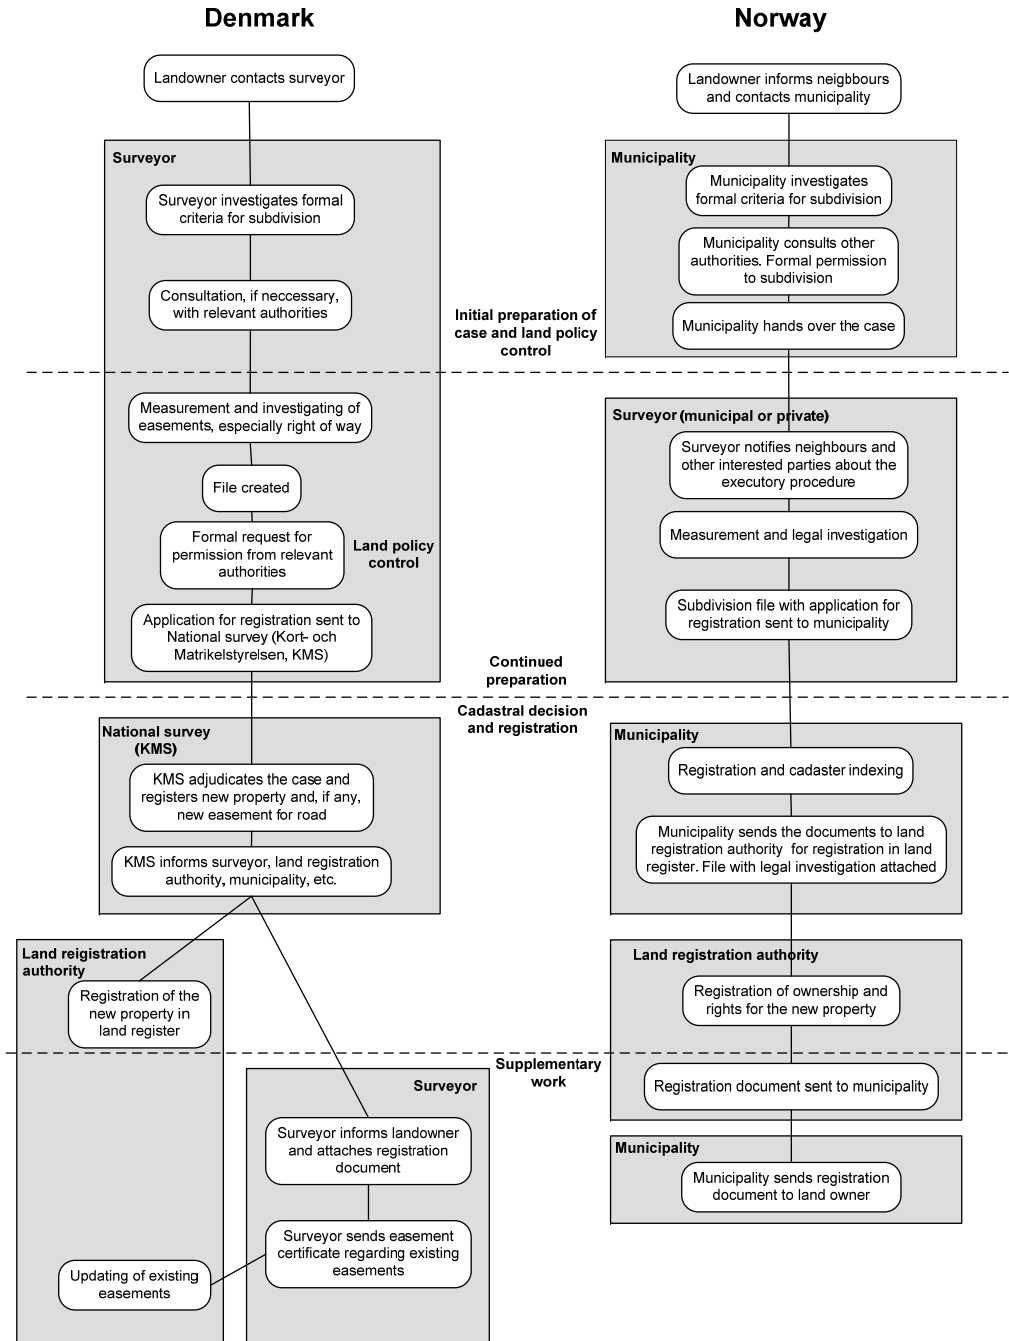 Denmark
Landowner contacts surveyor
Surveyor
Surveyor investigates formal
criteria for subdivision
Consultation, if neccessary,
with relevant authorities
Measurement and investigating of
easements, especially right of way
File created
Formal request for
permission from relevant
authorities
Land policy
control
Application for registration sent to
National survey (Kort- och
Matrikelstyrelsen, KMS)
National survey
(KMS)
KMS adjudicates the case and
registers new property and, if any,
new easement for road
KMS informs surveyor, land registration
authority, municipality, etc.
Land reigistration
authority
Registration of the
new property in
land register
Surveyor
Surveyor informs landowner
and attaches registration
document
Surveyor sends easement
certificate regarding existing
easements
Updating of existing
easements
Initial preparation of
case and land policy
control
Continued
preparation
Cadastral decision
and registration
Supplementary
work
Norway
Landowner informs neigbbours
and contacts municipality
Municipality
Municipality investigates
formal criteria for subdivision
Municipality consults other
authorities. Formal permission
to subdivision
Municipality hands over the case
Surveyor (municipal or private)
Surveyor notifies neighbours and
other interested parties about the
executory procedure
Measurement and legal investigation
Subdivision file with application for
registration sent to municipality
Municipality
Registration and cadaster indexing
Municipality sends the documents to land
registration authority for registration in land
register. File with legal investigation attached
Land registration authority
Registration of ownership and
rights for the new property
Registration document sent to municipality
Municipality
Municipality sends registration
document to land owner